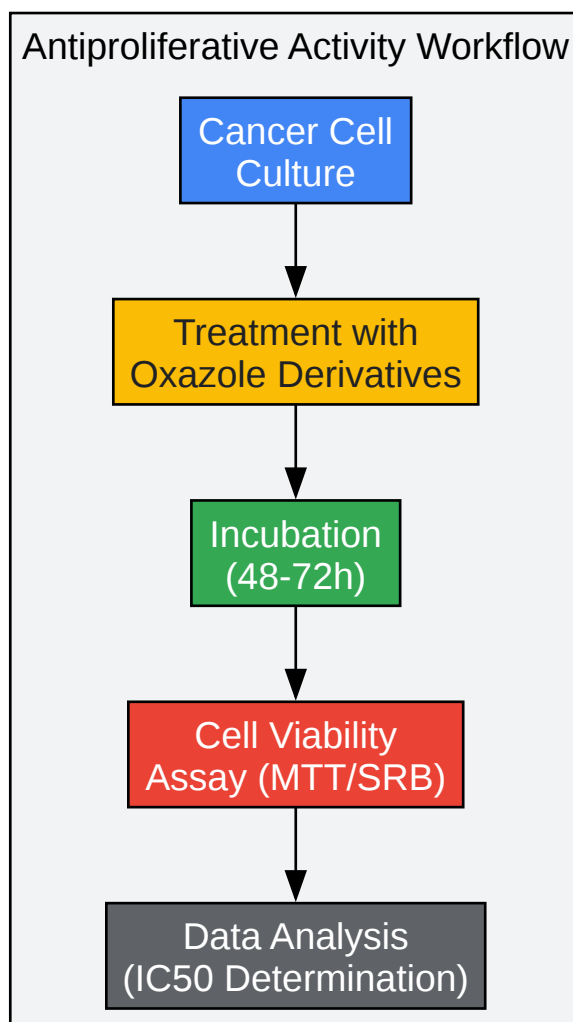 Antiproliferative Activity Workflow
Cancer Cell
Culture
Treatment with
Oxazole Derivatives
Incubation
(48-72h)
Cell Viability
Assay (MTT/SRB)
Data Analysis
(IC50 Determination)